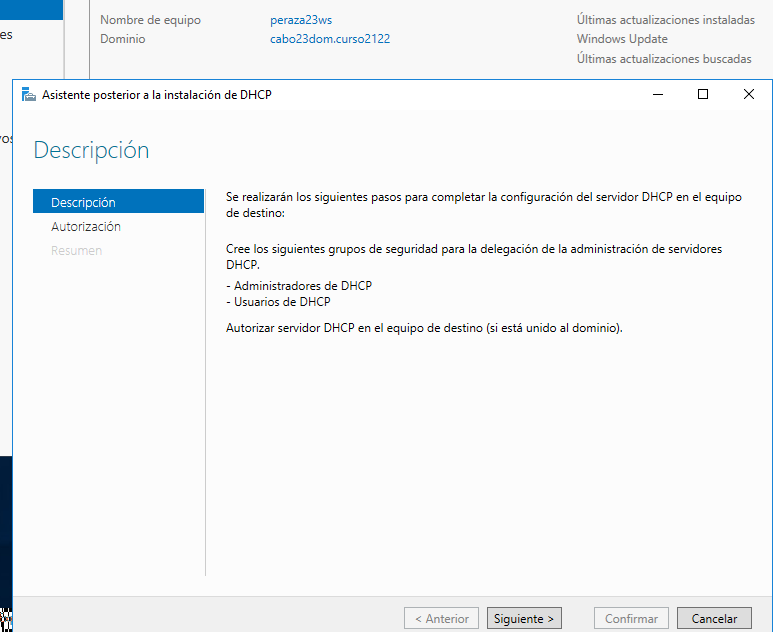 es
Nombre de equipo peraza23ws Últimas actualizaciones instaladas
Dominio cabo23dom.curso2122 Windows Update
Últimas actualizaciones buscadas
Asistente posterior a la instalación de DHCP
vos
Descripción
Descripción
Autorización
Resumen
Se realizarán los siguientes pasos para completar la configuración del servidor DHCP en el equipo
de destino:
Cree los siguientes grupos de seguridad para la delegación de la administración de servidores
DHCP.
- Administradores de DHCP
- Usuarios de DHCP
Autorizar servidor DHCP en el equipo de destino (si está unido al dominio).
< Anterior Siguiente > Confirmar Cancelar